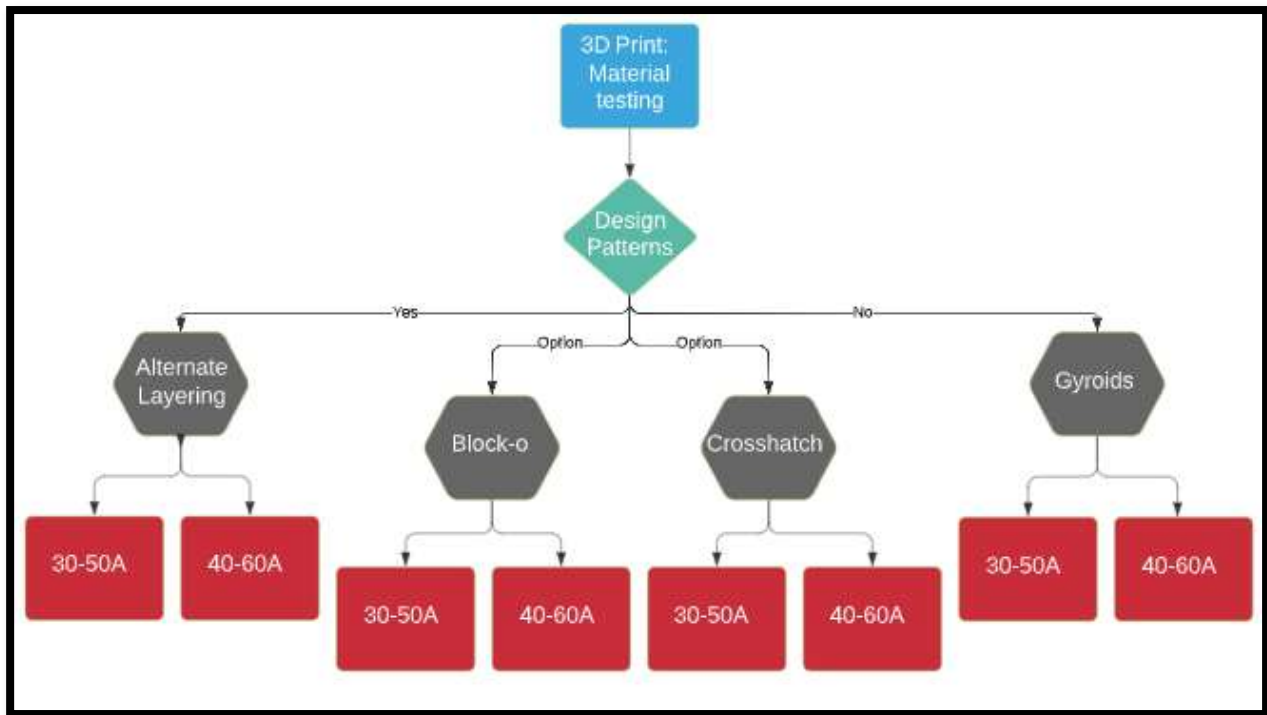 3D Print:
Material
testing
Design
Patterns
Yes
No
Option
Option
Alternate
Layering
Gyroids
Block-o
Crosshatch
30-50A
40-60A
30-50A
40-60A
30-50A
40-60A
30-50A
40-60A